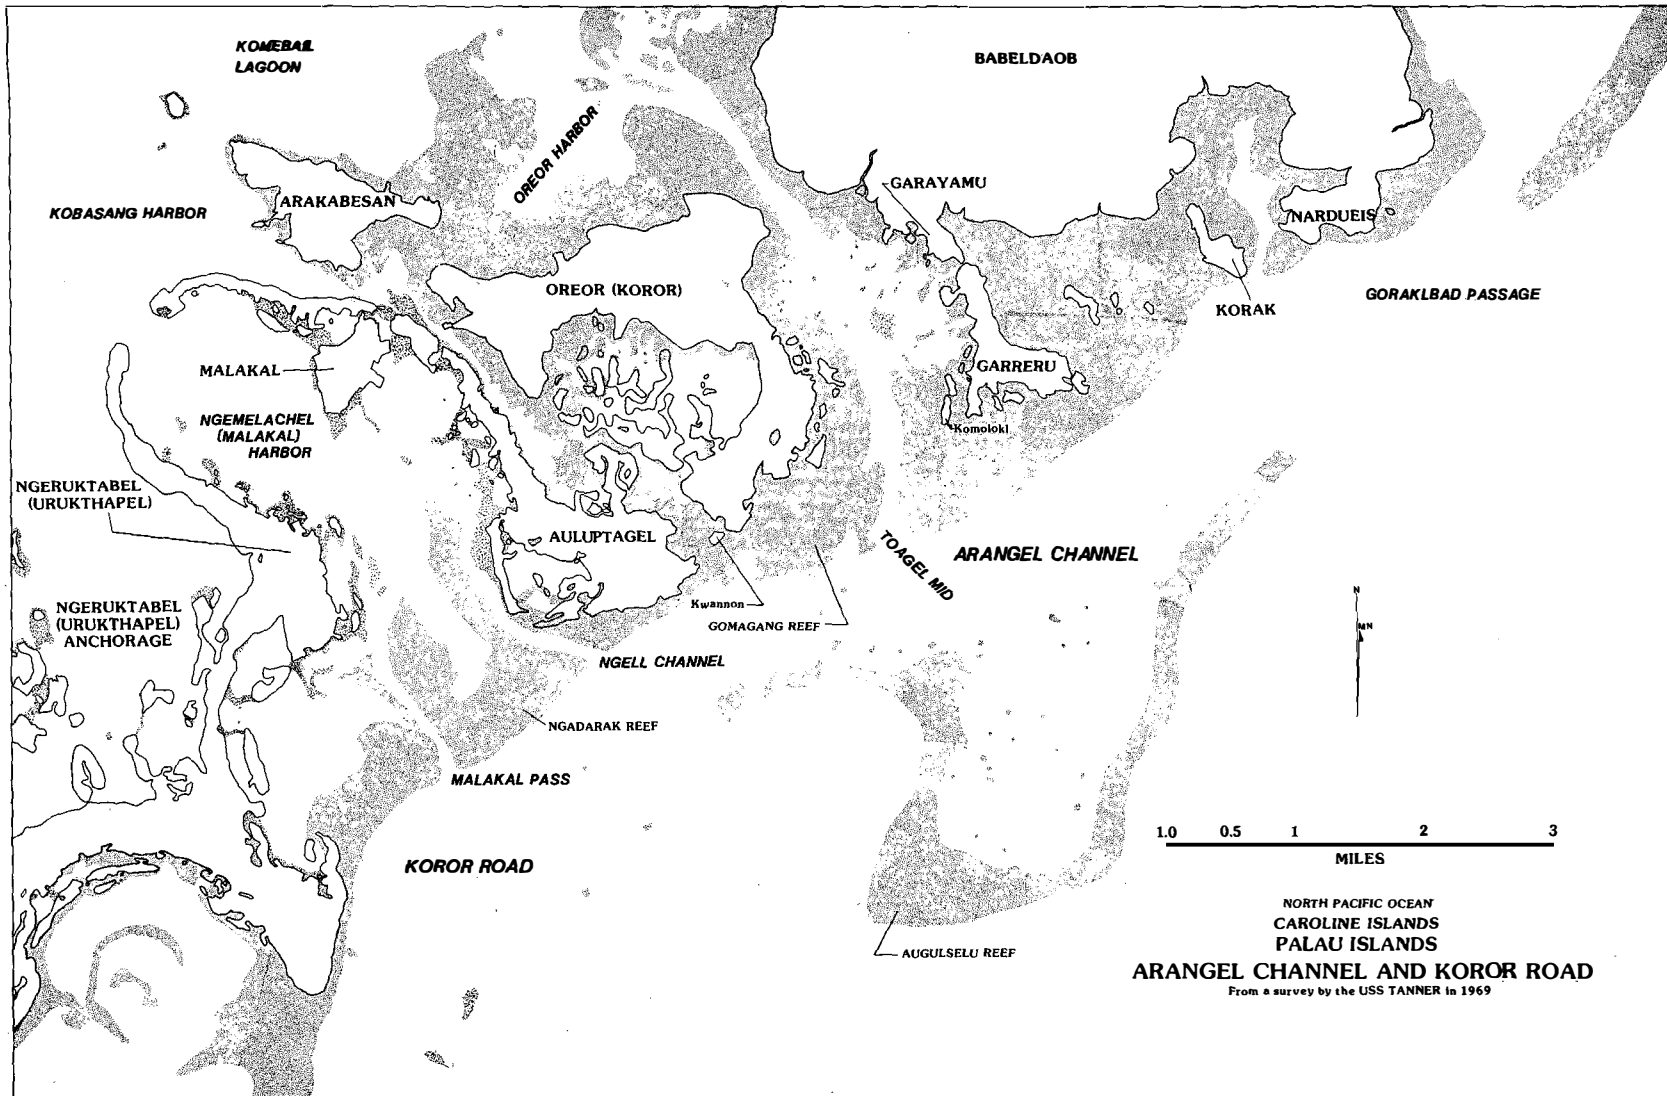 KOMEBAIL
LAGOON
BABELDAOB
OREOR HARBOR
GARAYAMU
ARAKABESAN
KOBASANG HARBOR
NARDUEIS
OREOR (KOROR)
GORAKLBAD PASSAGE
KORAK
MALAKAL
GARRERU
NGEMELACHEL
(MALAKAL)
HARBOR
Komolokl
NGERUKTABEL
(URUKTHAPEL)
AULUPTAGEL
TOAGEL MID
ARANGEL CHANNEL
NGERUKTABEL
(URUKTHAPEL)
ANCHORAGE
Kwannon
GOMAGANG REEF
N
MN
NGELL CHANNEL
NGADARAK REEF
MALAKAL PASS
KOROR ROAD
1.0 0.5 1 2 3
MILES
NORTH PACIFIC OCEAN
CAROLINE ISLANDS
PALAU ISLANDS
ARANGEL CHANNEL AND KOROR ROAD
From a survey by the USS TANNER in 1969
AUGULSELU REEF